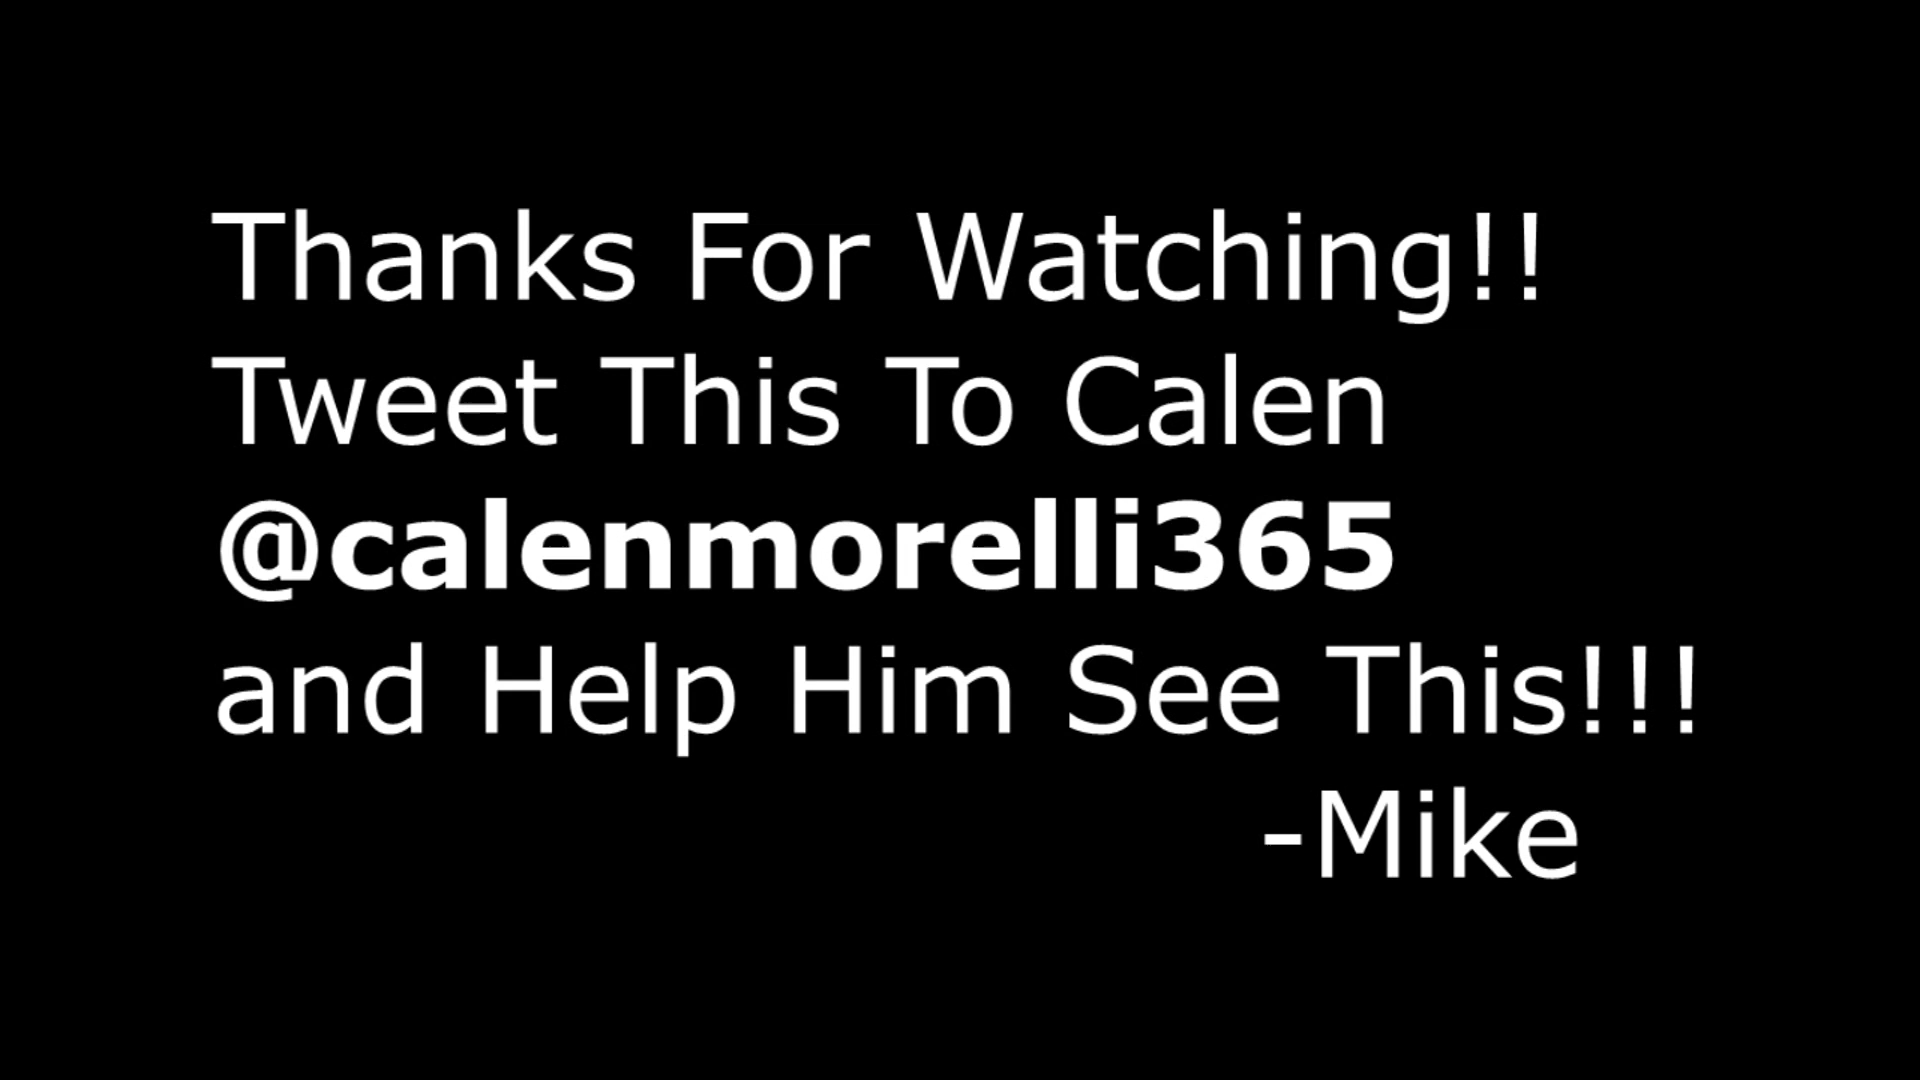 Thanks For Watching!!
Tweet This To Calen
@calenmorelli365
and Help Him See This!!!
-Mike